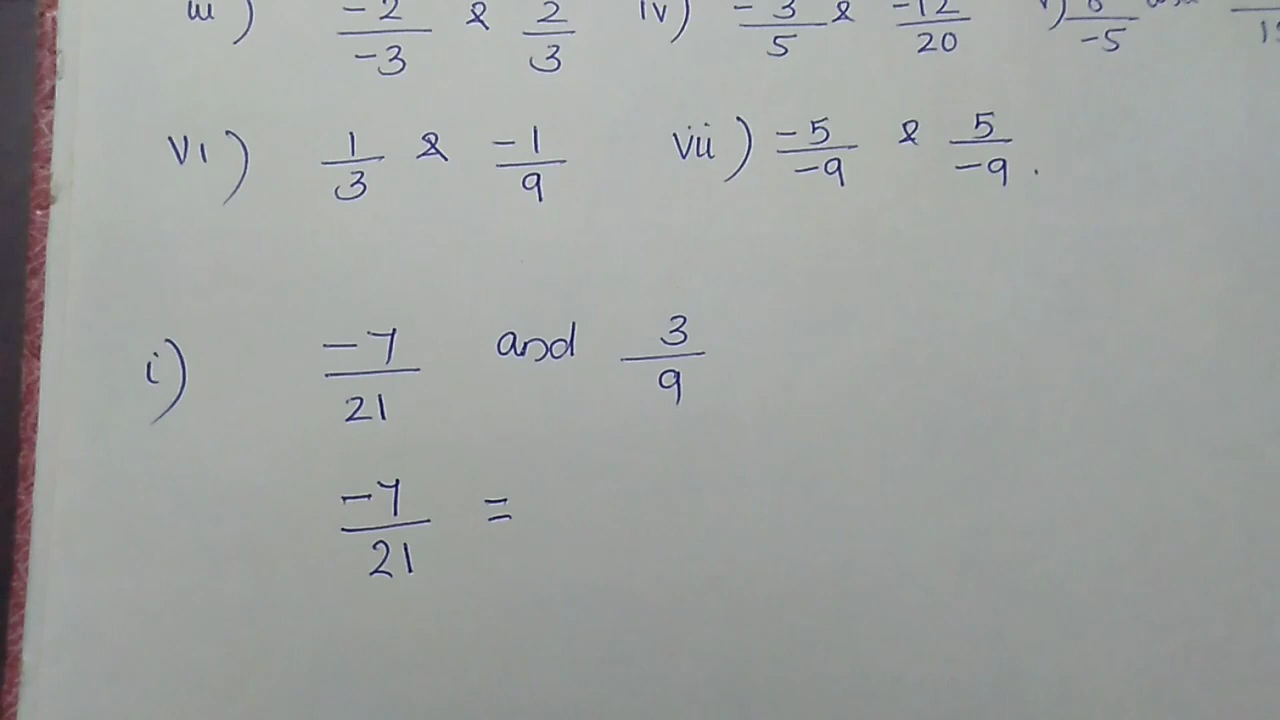 iii) -2/-3 & 2/3 iv) -3/5 & -12/20 v) /-5
vi) 1/3 & -1/9 vii) -5/-9 & 5/-9.
i) -7/21 and 3/9
-7/21 =